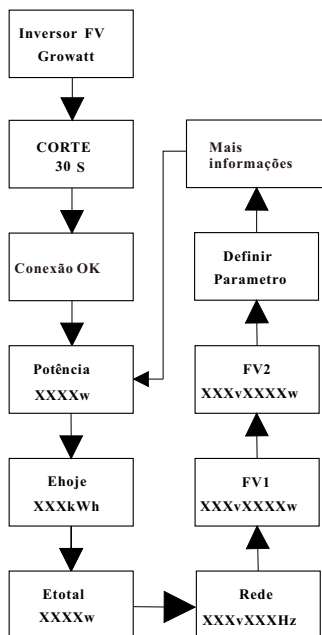 Inversor FV
Growatt
CORTE
30 S
Conexão OK
Potência
XXXXw
Ehoje
XXXkWh
Etotal
XXXXw
Rede
XXXvXXXHz
FV1
XXXvXXXXw
FV2
XXXvXXXXw
Definir
Parametro
Mais
informações